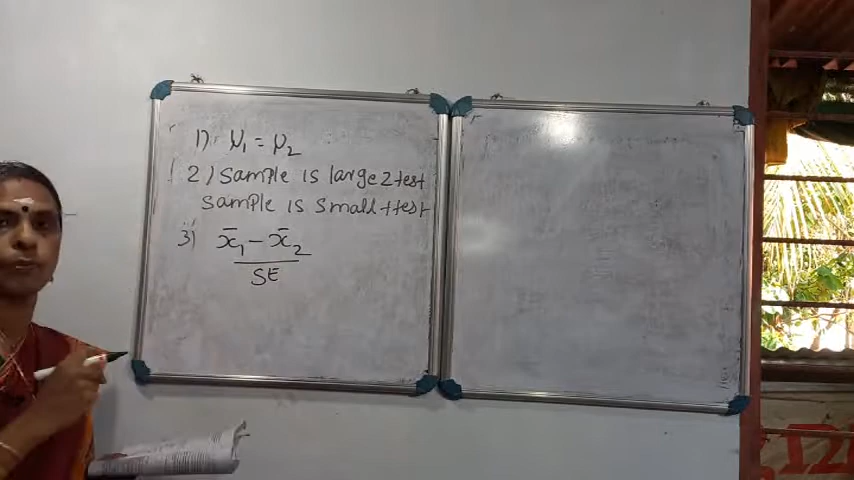 1) μ₁ = μ₂
2) Sample is large z test
Sample is small t test
3) x̄₁ - x̄₂
SE